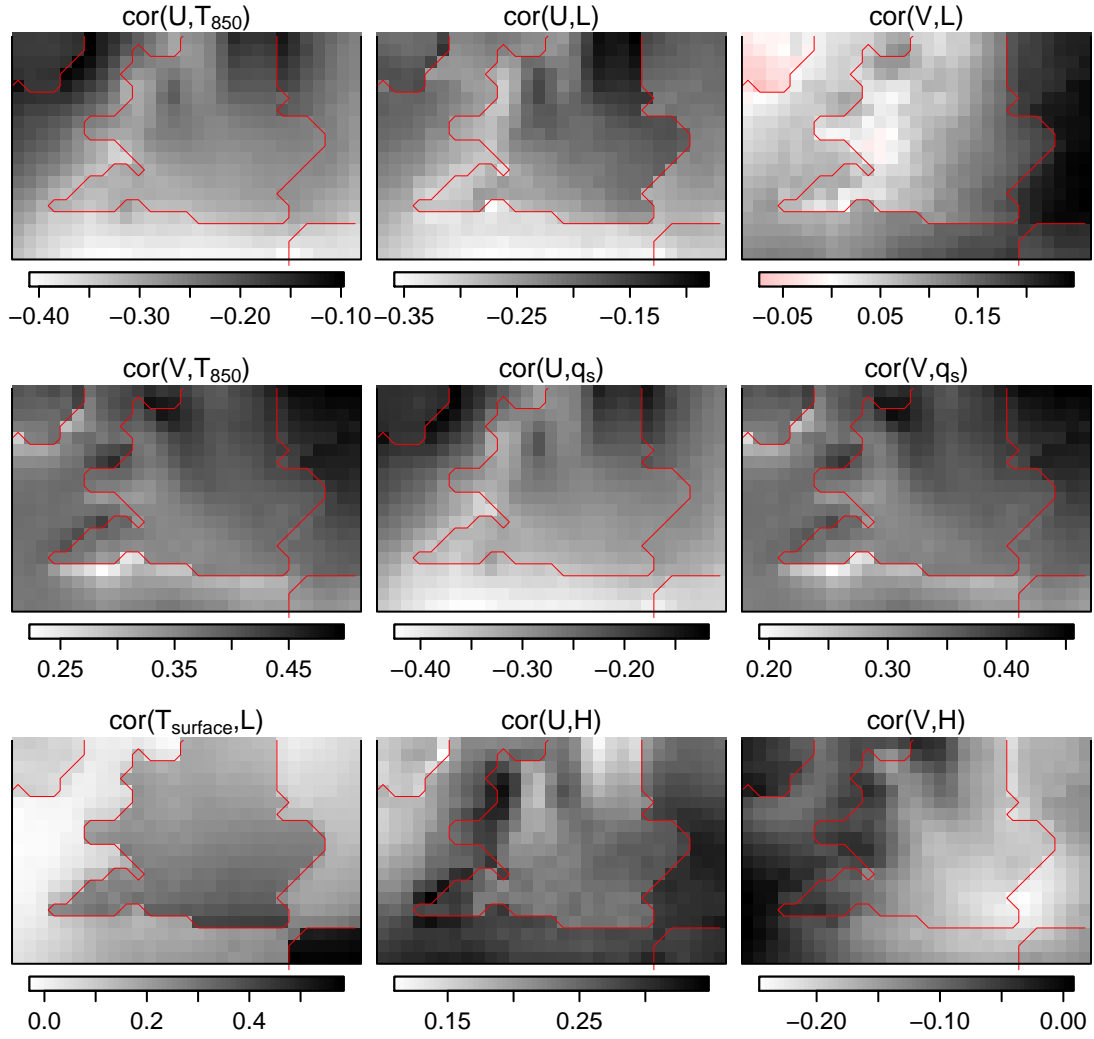 cor(U,T₈₅₀) cor(U,L) cor(V,L)
−0.40 −0.30 −0.20 −0.10 −0.35 −0.25 −0.15 −0.05 0.05 0.15
cor(V,T₈₅₀) cor(U,qₛ) cor(V,qₛ)
0.25 0.35 0.45 −0.40 −0.30 −0.20 0.20 0.30 0.40
cor(Tsurface,L) cor(U,H) cor(V,H)
0.0 0.2 0.4 0.15 0.25 −0.20 −0.10 0.00